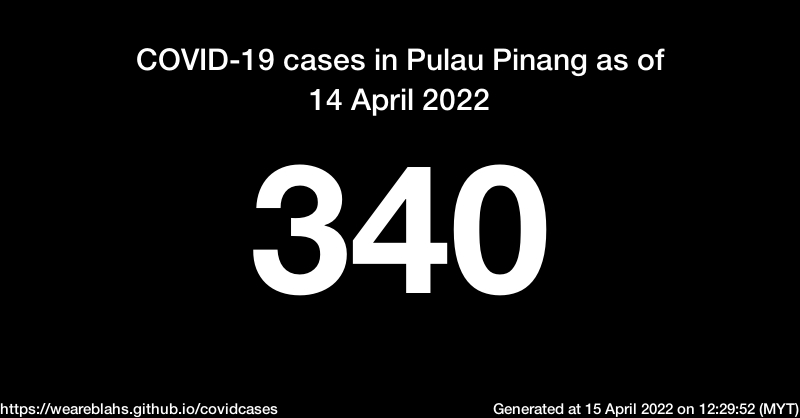 COVID-19 cases in Pulau Pinang as of
14 April 2022
340
https://weareblahs.github.io/covidcases
Generated at 15 April 2022 on 12:29:52 (MYT)